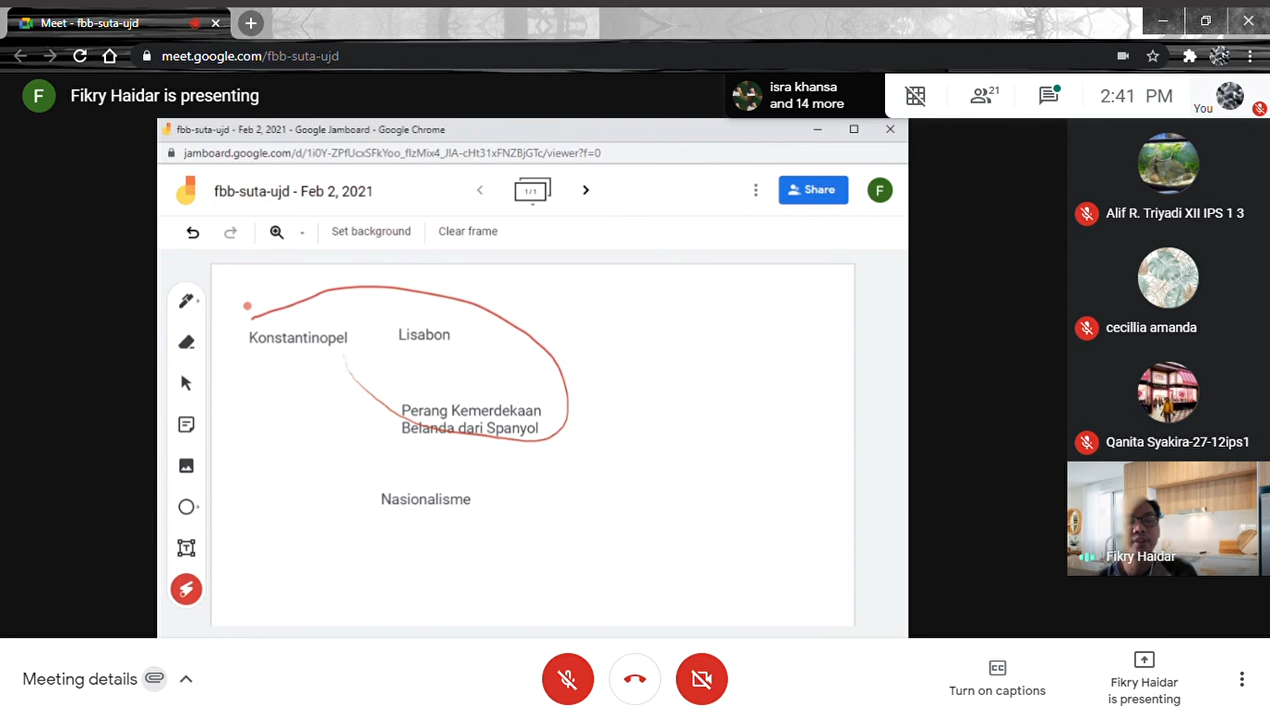 Meet - fbb-suta-ujd
meet.google.com/fbb-suta-ujd
F
Fikry Haidar is presenting
isra khansa
and 14 more
21
2:41 PM
You
fbb-suta-ujd - Feb 2, 2021 - Google Jamboard - Google Chrome
jamboard.google.com/d/1i0Y-ZPfUcxSFkYoo_flzMix4_JIA-cHt31xFNZBjGTc/viewer?f=0
fbb-suta-ujd - Feb 2, 2021
1/1
Share
F
Set background
Clear frame
Konstantinopel
Lisabon
Perang Kemerdekaan
Belanda dari Spanyol
Nasionalisme
Alif R. Triyadi XII IPS 1 3
cecillia amanda
Qanita Syakira-27-12ips1
Fikry Haidar
Meeting details
CC
Turn on captions
Fikry Haidar
is presenting